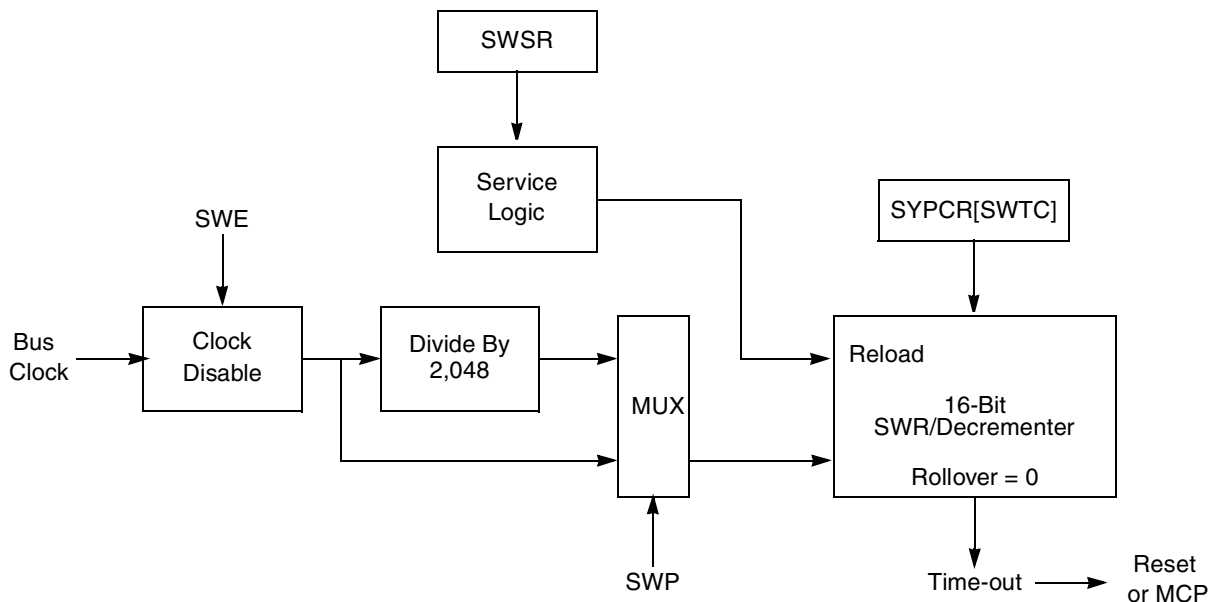 SWSR
Service
Logic
SYPCR[SWTC]
SWE
Bus
Clock
Clock
Disable
Divide By
2,048
MUX
Reload
16-Bit
SWR/Decrementer
Rollover = 0
SWP
Time-out
Reset
or MCP